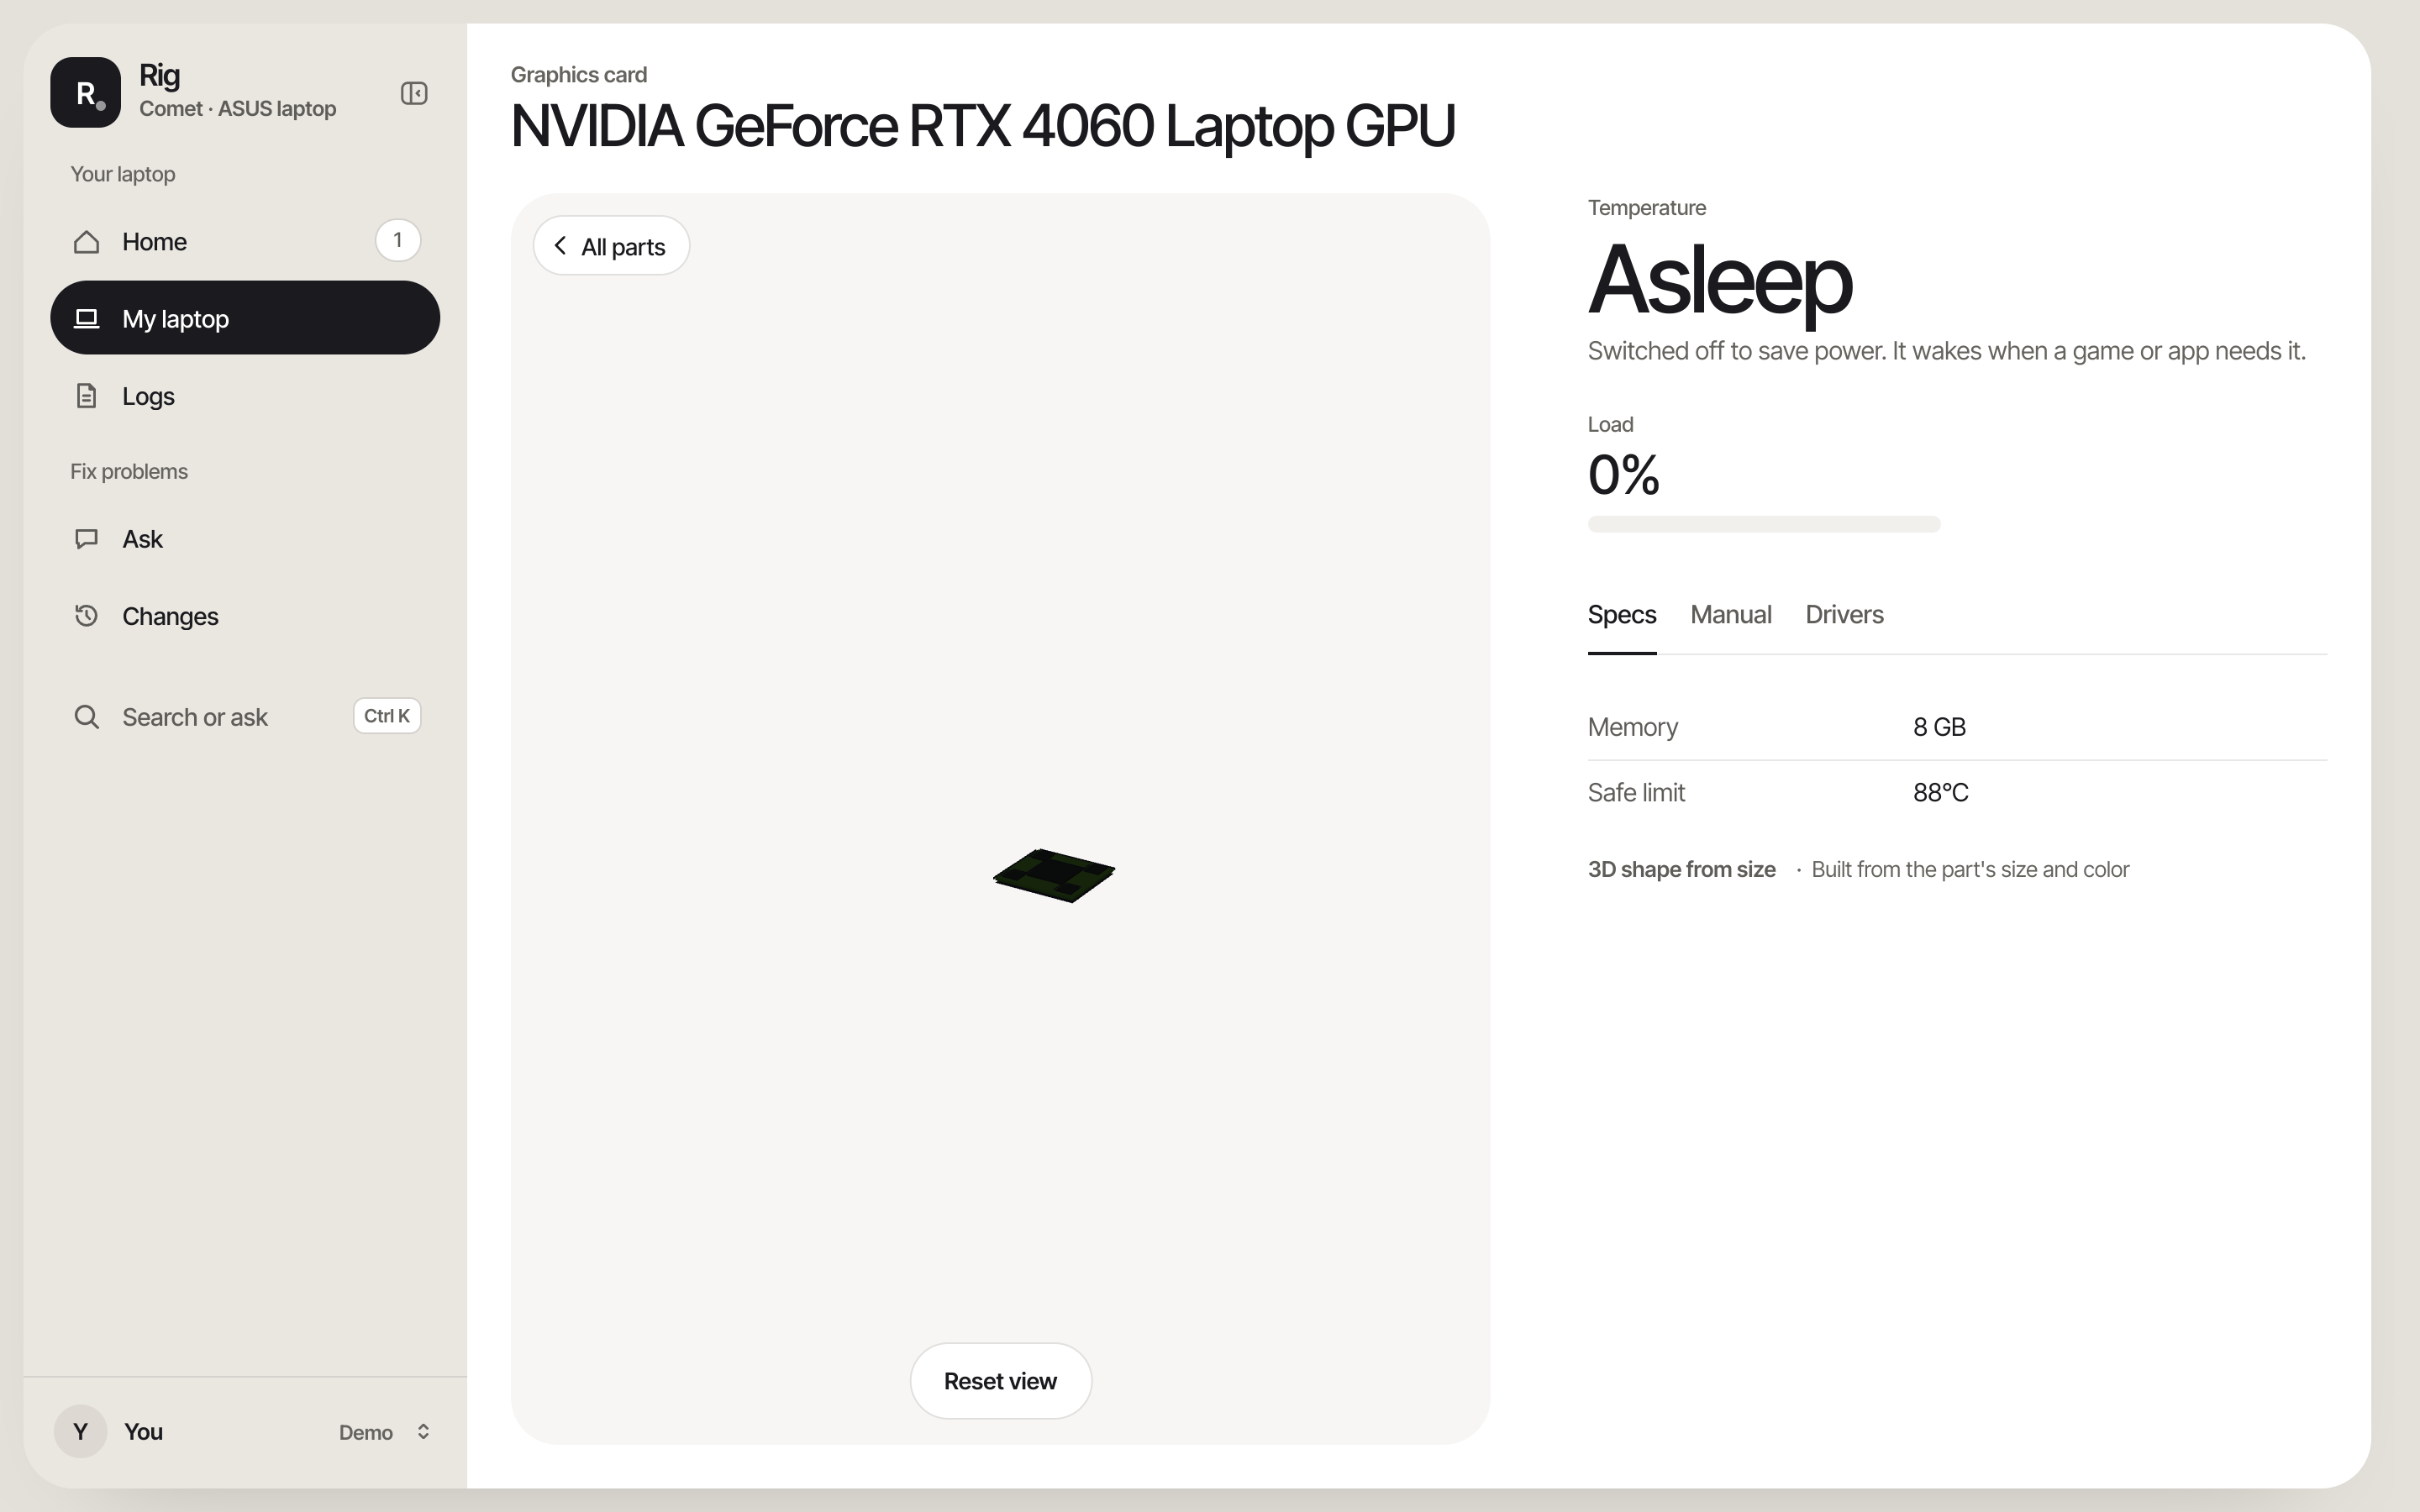 R.
Rig
Comet · ASUS laptop
Your laptop
Home
1
My laptop
Logs
Fix problems
Ask
Changes
Search or ask
Ctrl K
Y
You
Demo
Graphics card
NVIDIA GeForce RTX 4060 Laptop GPU
All parts
Reset view
Temperature
Asleep
Switched off to save power. It wakes when a game or app needs it.
Load
0%
Specs Manual Drivers
Memory 8 GB
Safe limit 88°C
3D shape from size · Built from the part's size and color